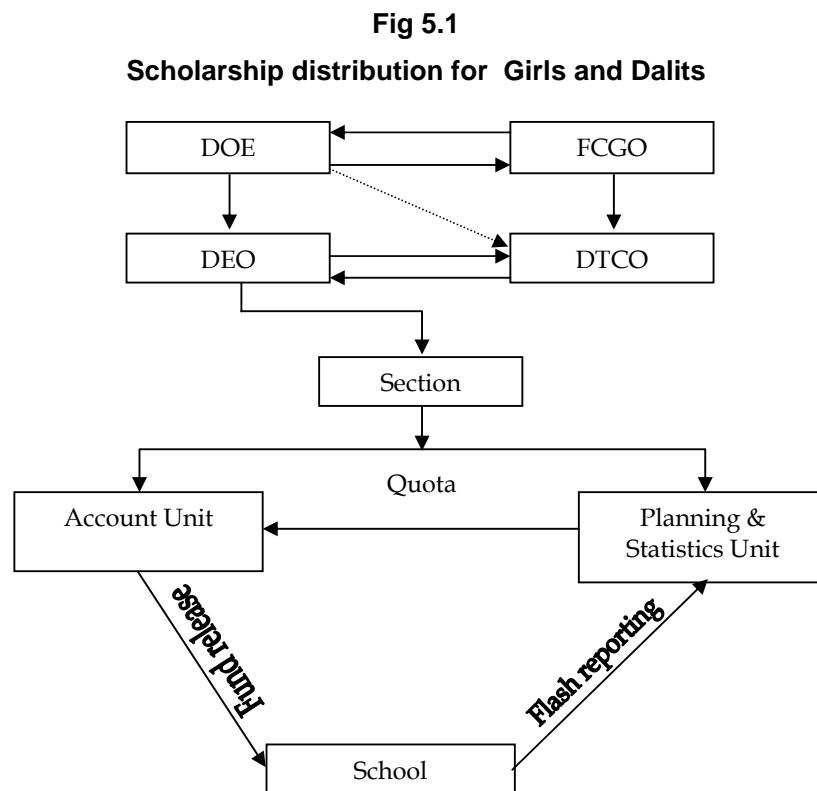 Fig 5.1
Scholarship distribution for Girls and Dalits
DOE
FCGO
DEO
DTCO
Section
Quota
Account Unit
Planning &
Statistics Unit
Fund release
Flash reporting
School